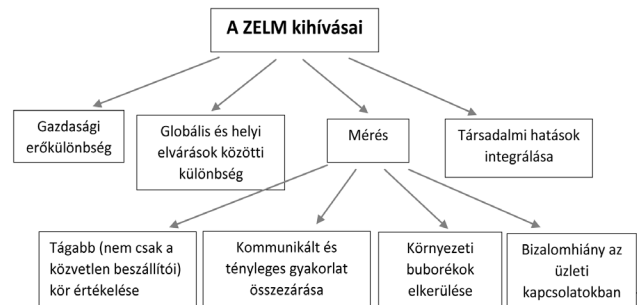 A ZELM kihívásai
Gazdasági
erőkülönbség
Globális és helyi
elvárások közötti
különbség
Mérés
Társadalmi hatások
integrálása
Tágabb (nem csak a
közvetlen beszállítói)
kör értékelése
Kommunikált és
tényleges gyakorlat
összezárása
Környezeti
buborékok
elkerülése
Bizalomhiány az
üzleti
kapcsolatokban